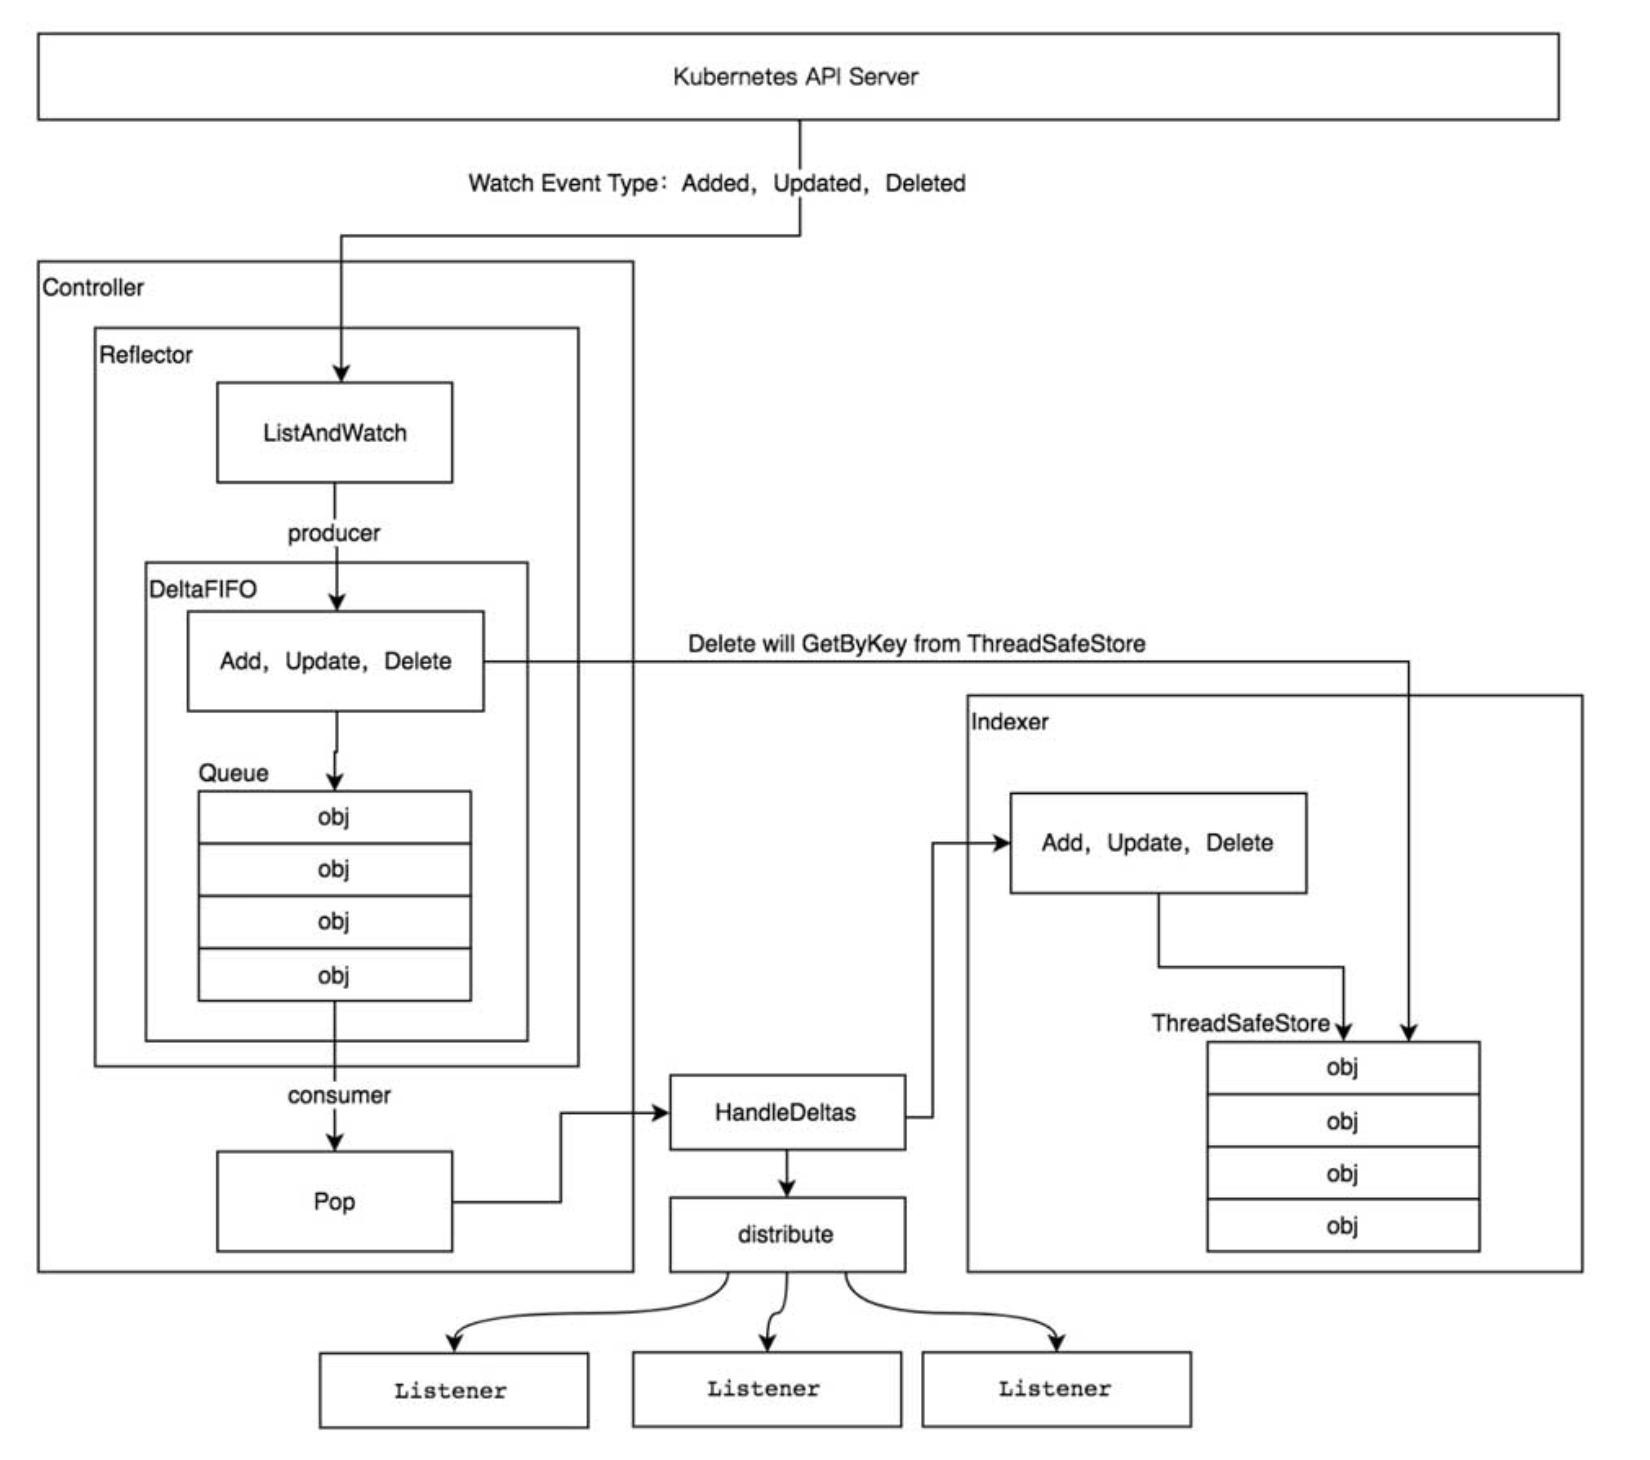 Kubernetes API Server
Watch Event Type：Added，Updated，Deleted
Controller
Reflector
ListAndWatch
producer
DeltaFIFO
Add，Update，Delete
Delete will GetByKey from ThreadSafeStore
Indexer
Queue
obj
obj
obj
obj
Add，Update，Delete
ThreadSafeStore
obj
obj
obj
obj
consumer
HandleDeltas
Pop
distribute
Listener
Listener
Listener